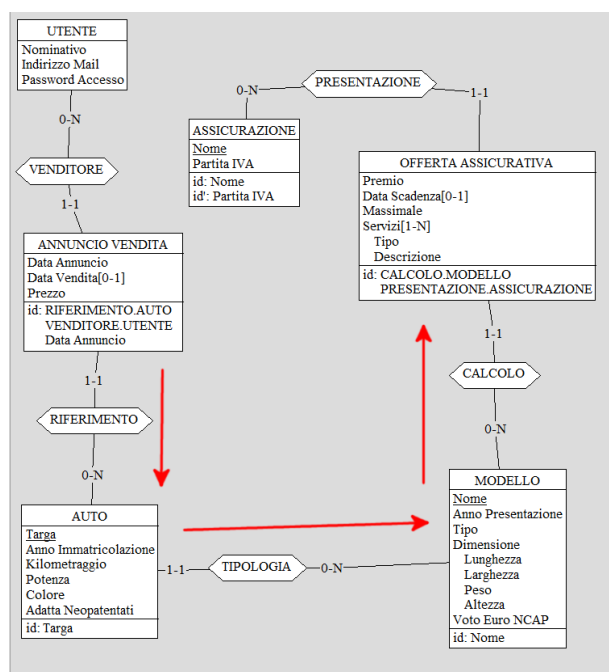 UTENTE
Nominativo
Indirizzo Mail
Password Accesso
0-N
VENDITORE
1-1
ANNUNCIO VENDITA
Data Annuncio
Data Vendita[0-1]
Prezzo
id: RIFERIMENTO.AUTO
VENDITORE.UTENTE
Data Annuncio
1-1
RIFERIMENTO
0-N
AUTO
Targa
Anno Immatricolazione
Kilometraggio
Potenza
Colore
Adatta Neopatentati
id: Targa
1-1
TIPOLOGIA
0-N
PRESENTAZIONE
0-N
1-1
ASSICURAZIONE
Nome
Partita IVA
id: Nome
id': Partita IVA
OFFERTA ASSICURATIVA
Premio
Data Scadenza[0-1]
Massimale
Servizi[1-N]
Tipo
Descrizione
id: CALCOLO.MODELLO
PRESENTAZIONE.ASSICURAZIONE
1-1
CALCOLO
0-N
MODELLO
Nome
Anno Presentazione
Tipo
Dimensione
Lunghezza
Larghezza
Peso
Altezza
Voto Euro NCAP
id: Nome